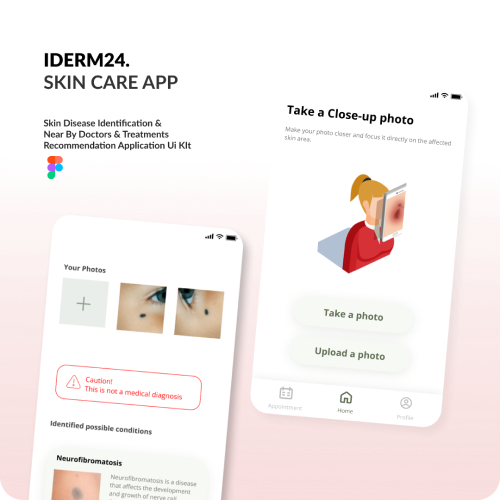 IDERM24.
SKIN CARE APP
Skin Disease Identification &
Near By Doctors & Treatments
Recommendation Application Ui KIt
Take a Close-up photo
Make your photo closer and focus it directly on the affected
skin area.
Take a photo
Upload a photo
Appointment
Home
Profile
Your Photos
Caution!
This is not a medical diagnosis
Identified possible conditions
Neurofibromatosis
Neurofibromatosis is a disease
that affects the development
and growth of nerve cell